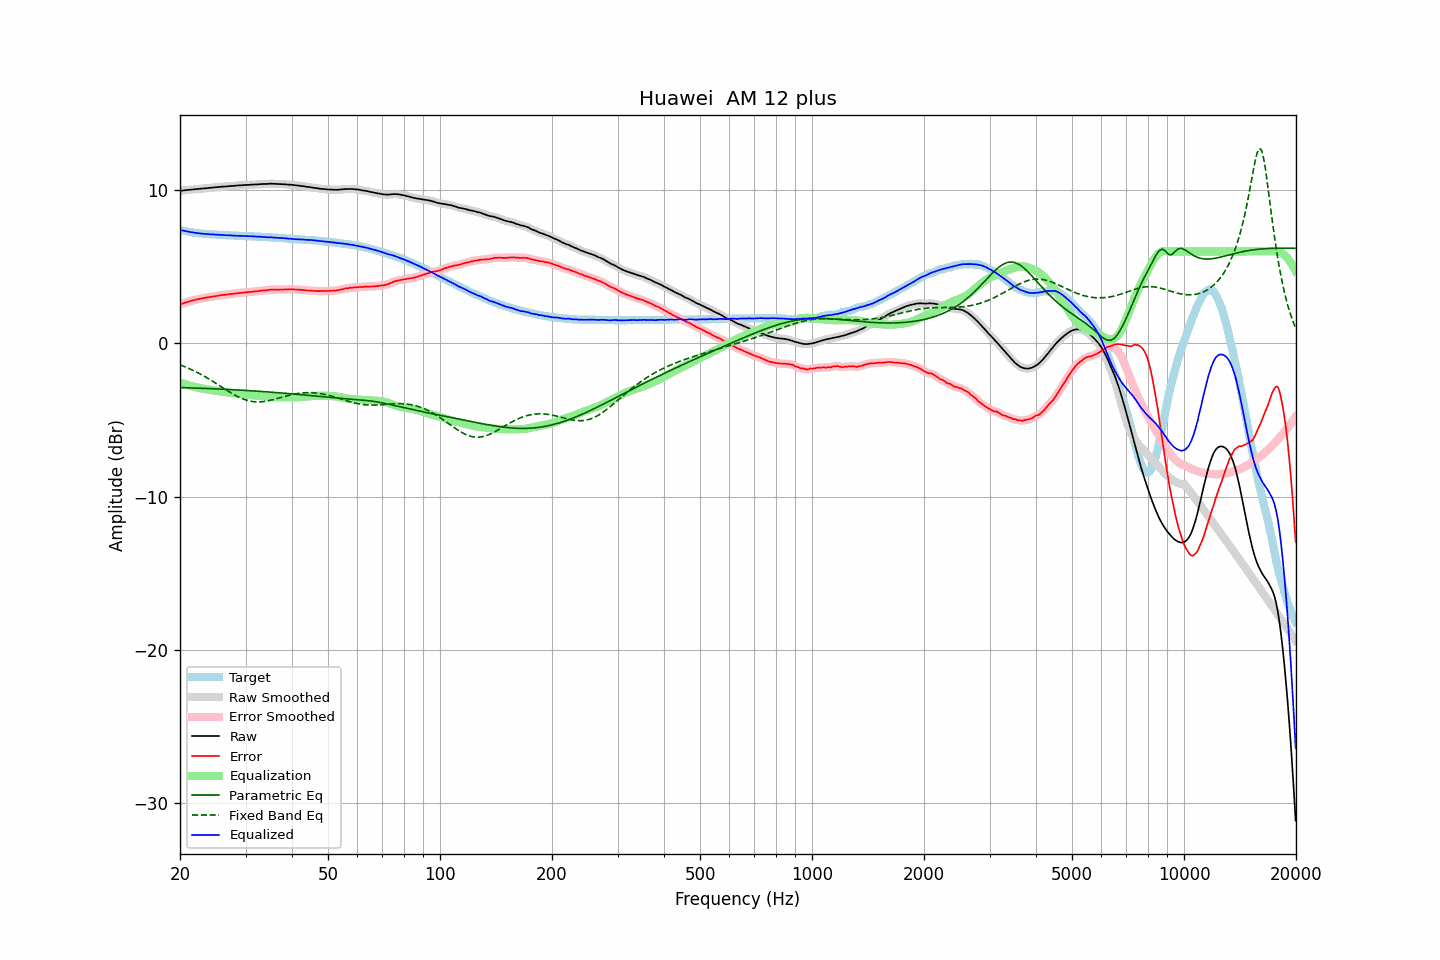 Huawei  AM 12 plus
Amplitude (dBr)
10
0
−10
−20
−30
Target
Raw Smoothed
Error Smoothed
Raw
Error
Equalization
Parametric Eq
Fixed Band Eq
Equalized
20 50 100 200 500 1000 2000 5000 10000 20000
Frequency (Hz)